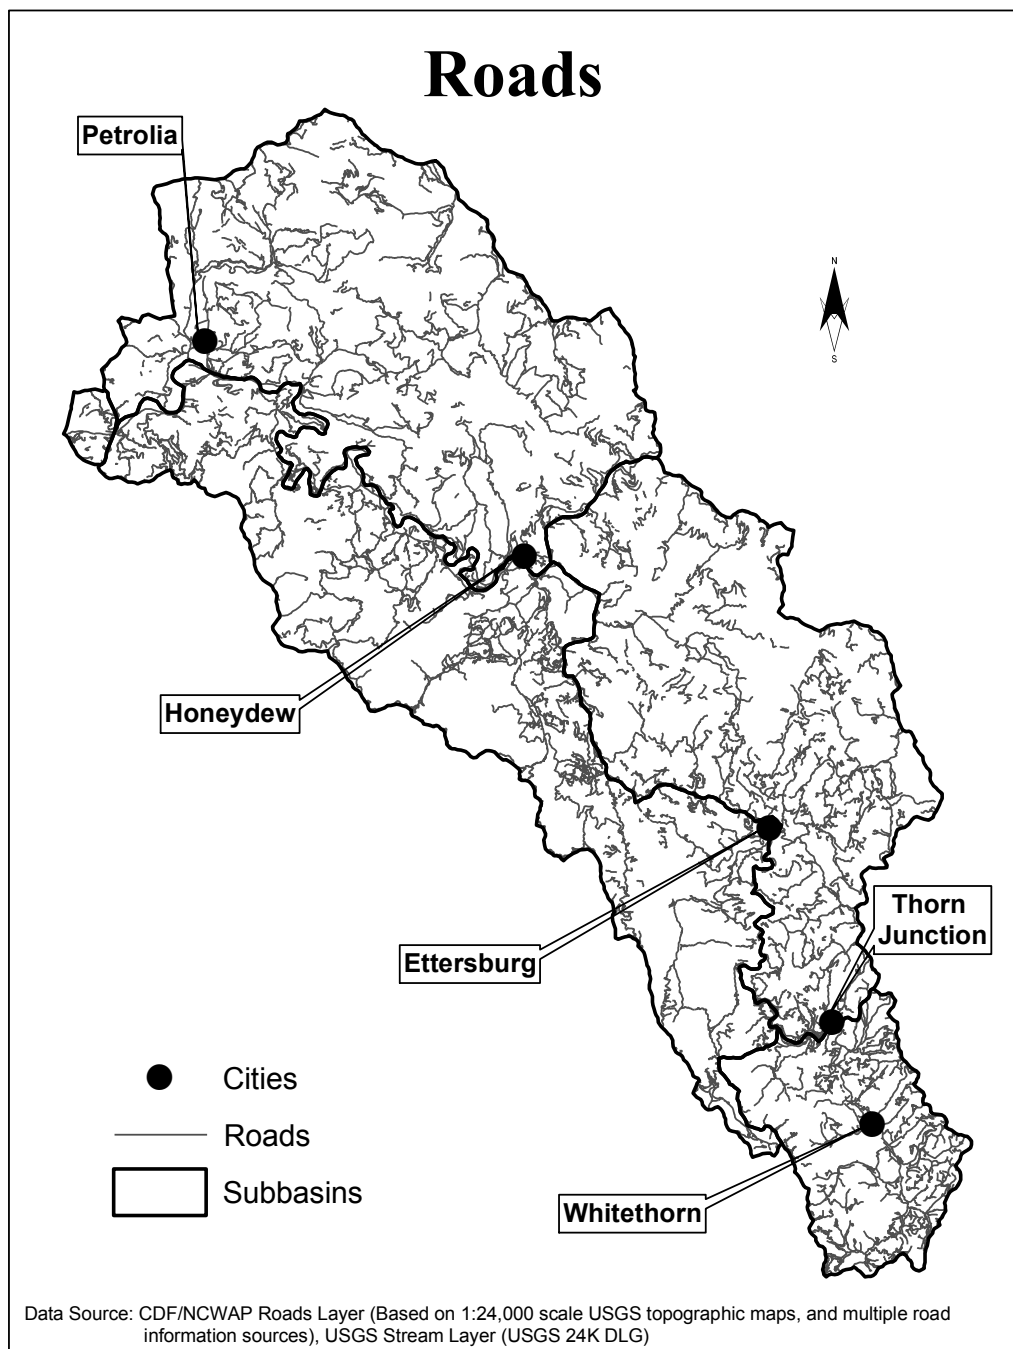 Roads
Petrolia
N
S
Honeydew
Thorn
Junction
Ettersburg
Cities
Roads
Subbasins
Whitethorn
Data Source: CDF/NCWAP Roads Layer (Based on 1:24,000 scale USGS topographic maps, and multiple road
information sources), USGS Stream Layer (USGS 24K DLG)